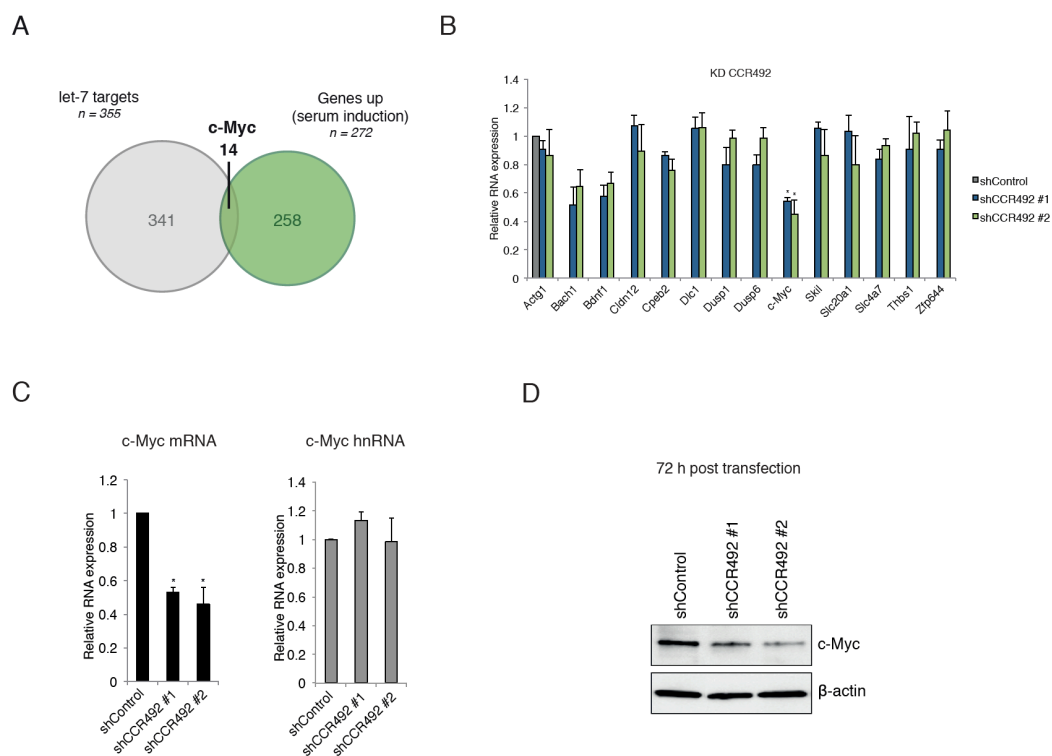 A
let-7 targets
n = 355
Genes up
(serum induction)
n = 272
c-Myc
14
341
258
B
KD CCR492
Relative RNA expression
1.4
1.2
1
0.8
0.6
0.4
0.2
0
* *
Actg1
Bach1
Bdnf1
Cldn12
Cpeb2
Dlc1
Dusp1
Dusp6
c-Myc
Skil
Slc20a1
Slc4a7
Thbs1
Zfp644
shControl
shCCR492 #1
shCCR492 #2
C
c-Myc mRNA
Relative RNA expression
1.2
1
0.8
0.6
0.4
0.2
0
* *
shControl
shCCR492 #1
shCCR492 #2
c-Myc hnRNA
Relative RNA expression
1.4
1.2
1
0.8
0.6
0.4
0.2
0
shControl
shCCR492 #1
shCCR492 #2
D
72 h post transfection
shControl
shCCR492 #1
shCCR492 #2
c-Myc
β-actin